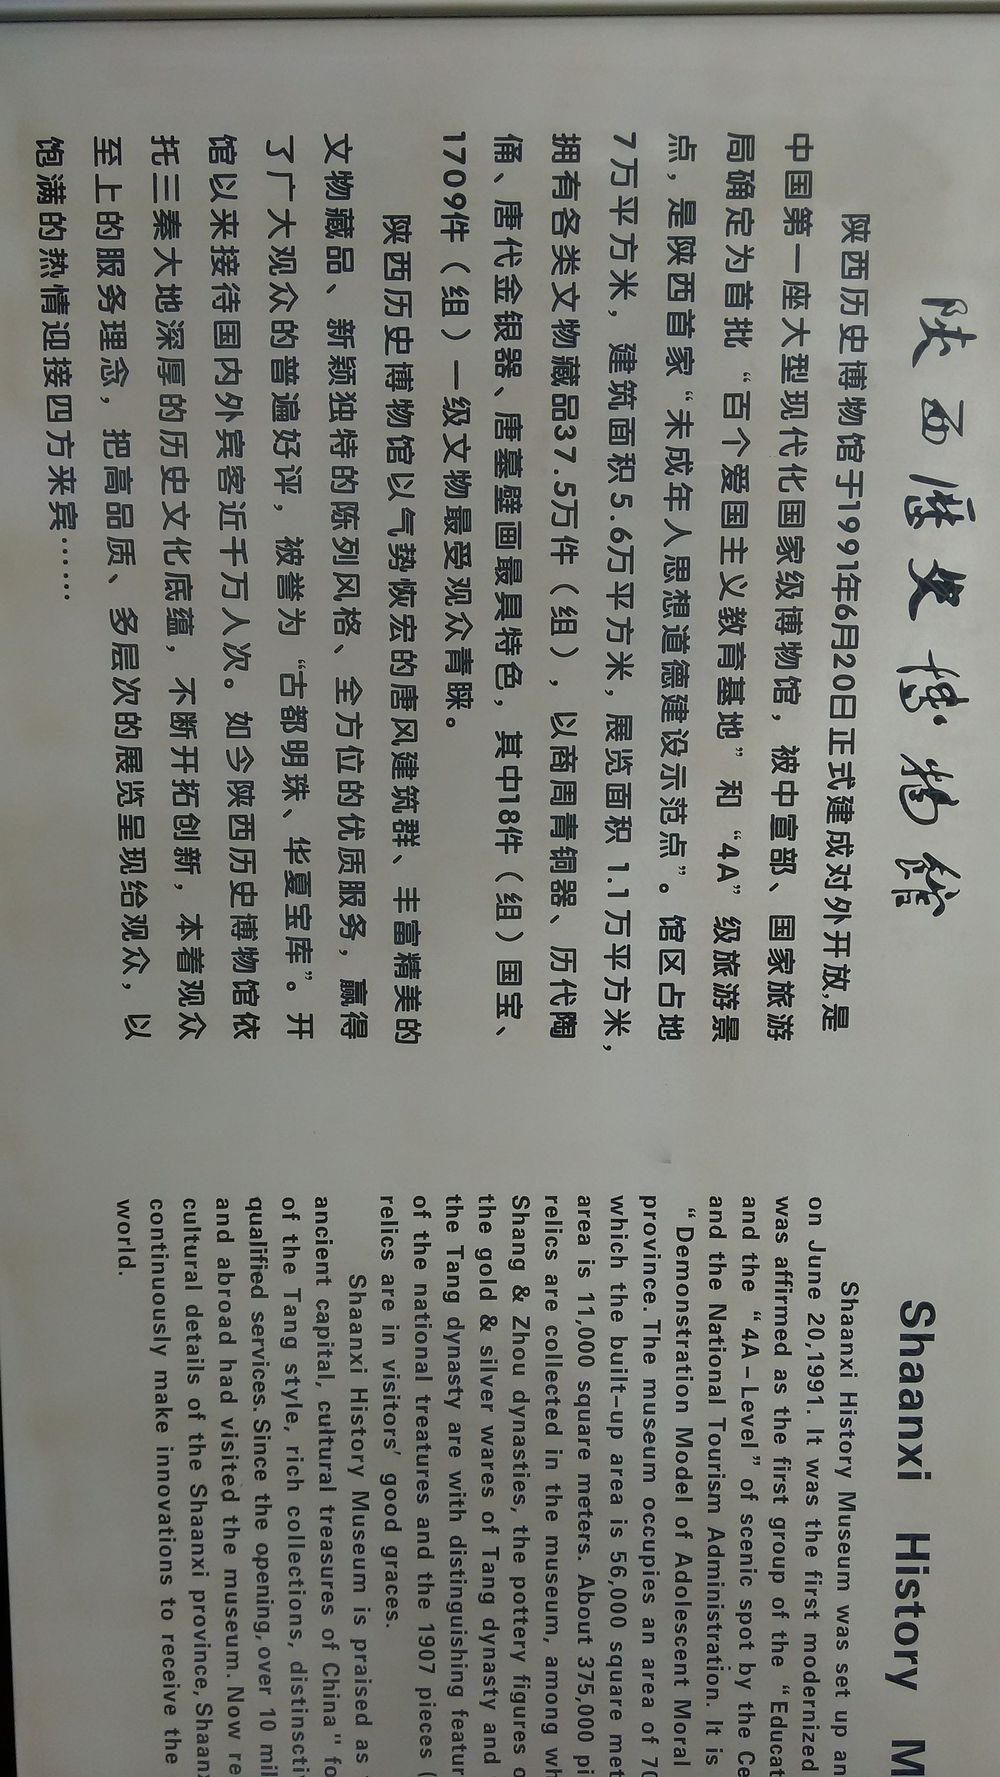 陕西历史博物馆
陕西历史博物馆于1991年6月20日正式建成对外开放,是
中国第一座大型现代化国家级博物馆，被中宣部、国家旅游
局确定为首批“百个爱国主义教育基地”和“4A”级旅游景
点，是陕西首家“未成年人思想道德建设示范点”。馆区占地
7万平方米，建筑面积5.6万平方米，展览面积 1.1万平方米，
拥有各类文物藏品37.5万件（组），以商周青铜器、历代陶
俑、唐代金银器、唐墓壁画最具特色，其中18件（组）国宝、
1709件（组）一级文物最受观众青睐。
陕西历史博物馆以气势恢宏的唐风建筑群、丰富精美的
文物藏品、新颖独特的陈列风格、全方位的优质服务，赢得
了广大观众的普遍好评，被誉为“古都明珠、华夏宝库”。开
馆以来接待国内外宾客近千万人次。如今陕西历史博物馆依
托三秦大地深厚的历史文化底蕴，不断开拓创新，本着观众
至上的服务理念，把高品质、多层次的展览呈现给观众，以
饱满的热情迎接四方来宾……
Shaanxi History M
Shaanxi History Museum was set up an
on June 20,1991. It was the first modernized
was affirmed as the first group of the “Educat
and the “4A-Level” of scenic spot by the Ce
and the National Tourism Administration. It is
“Demonstration Model of Adolescent Moral
province. The museum occupies an area of 70
which the built-up area is 56,000 square met
area is 11,000 square meters. About 375,000 pi
relics are collected in the museum, among wh
Shang & Zhou dynasties, the pottery figures o
the gold & silver wares of Tang dynasty and
the Tang dynasty are with distinguishing featur
of the national treatures and the 1907 pieces (
relics are in visitors' good graces.
Shaanxi History Museum is praised as
ancient capital, cultural treasures of China" fo
of the Tang style, rich collections, distinscti
qualified services. Since the opening, over 10 mil
and abroad had visited the museum. Now re
cultural details of the Shaanxi province, Shaan
continuously make innovations to receive the
world.